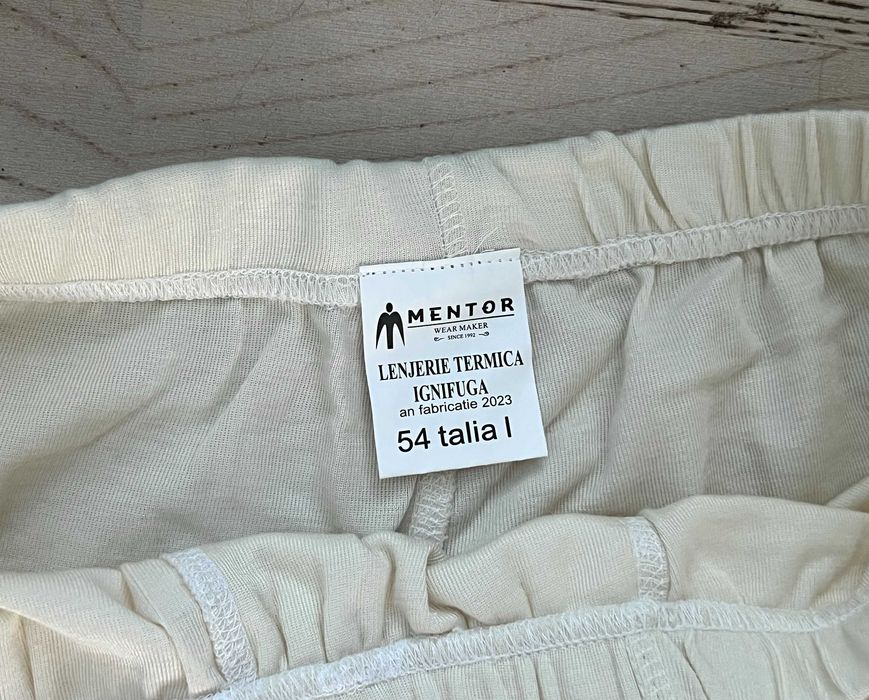 MENTOR
WEAR MAKER
SINCE 1992
LENJERIE TERMICA
IGNIFUGA
an fabricatie 2023
54 talia I